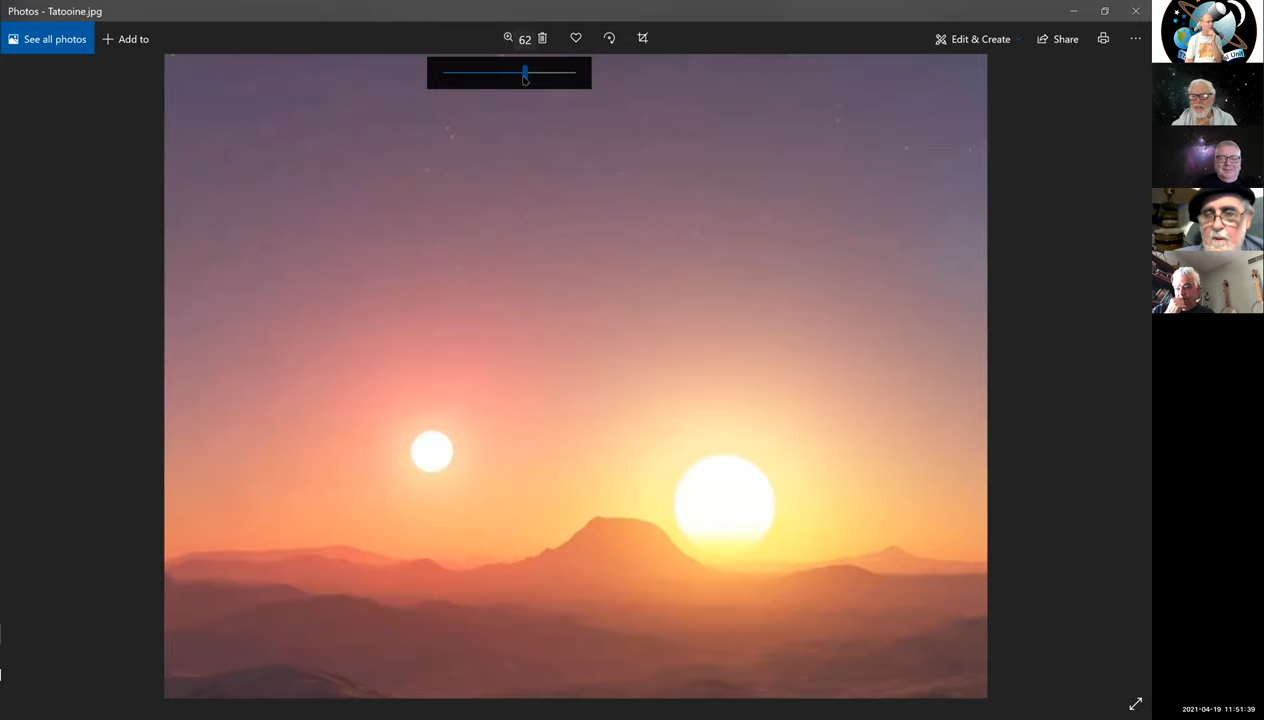 Photos - Tatooine.jpg
See all photos
Add to
62
Edit & Create
Share
2021-04-19 11:51:39